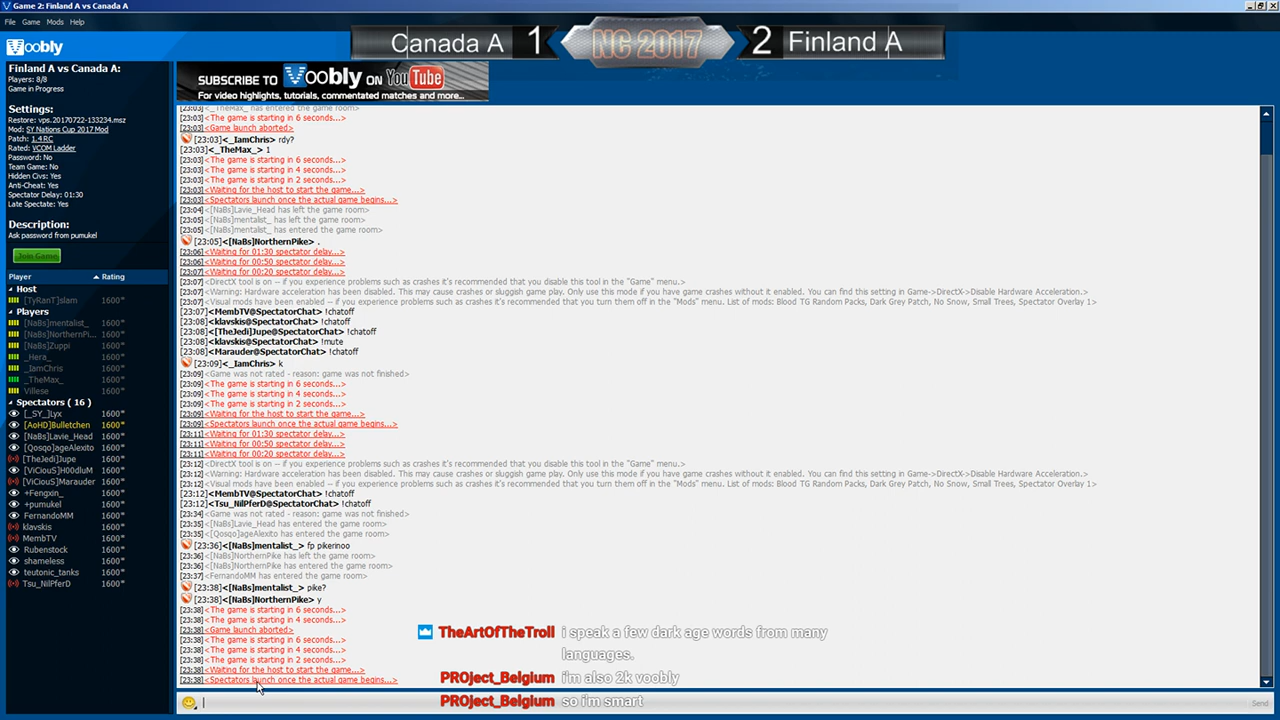 Game 2: Finland A vs Canada A
File Game Mods Help
Voobly
Canada A 1 NC 2017 2 Finland A
SUBSCRIBE TO Voobly ON YouTube
For video highlights, tutorials, commentated matches and more...
Finland A vs Canada A:
Players: 8/8
Game in Progress
Settings:
Restore: vps.20170722-133234.msz
Mod: SY Nations Cup 2017 Mod
Patch: 1.4 RC
Rated: VCOM Ladder
Password: No
Team Game: No
Hidden Civs: Yes
Anti-Cheat: Yes
Spectator Delay: 01:30
Late Spectate: Yes
Description:
Ask password from pumukel
Join Game
Player Rating
Host
[TyRanT]slam 1600*
Players
[NaBs]mentalist_ 1600*
[NaBs]NorthernPi... 1600*
[NaBs]Zuppi 1600*
_Hera_ 1600*
_IamChris 1600*
_TheMax_ 1600*
Villese 1600*
Spectators ( 16 )
[_SY_]Lyx 1600*
[AoHD]Bulletchen 1600*
[NaBs]Lavie_Head 1600*
[Qosqo]ageAlexito 1600*
[TheJedi]Jupe 1600*
[ViCiouS]H00dluM 1600*
[ViCiouS]Marauder 1600*
+Fengxin_ 1600*
+pumukel 1600*
FernandoMM 1600*
klavskis 1600*
MembTV 1600*
Rubenstock 1600*
shameless 1600*
teutonic_tanks 1600*
Tsu_NilPferD 1600*
[23:03]<_TheMax_ has entered the game room>
[23:03]<The game is starting in 6 seconds...>
[23:03]<Game launch aborted>
[23:03]<_IamChris> rdy?
[23:03]<_TheMax_> 1
[23:03]<The game is starting in 6 seconds...>
[23:03]<The game is starting in 4 seconds...>
[23:03]<The game is starting in 2 seconds...>
[23:03]<Waiting for the host to start the game...>
[23:03]<Spectators launch once the actual game begins...>
[23:04]<[NaBs]Lavie_Head has left the game room>
[23:05]<[NaBs]mentalist_ has left the game room>
[23:05]<[NaBs]mentalist_ has entered the game room>
[23:05]<[NaBs]NorthernPike> .
[23:06]<Waiting for 01:30 spectator delay...>
[23:06]<Waiting for 00:50 spectator delay...>
[23:07]<Waiting for 00:20 spectator delay...>
[23:07]<DirectX tool is on -- if you experience problems such as crashes it's recommended that you disable this tool in the "Game" menu.>
[23:07]<Warning: Hardware acceleration has been disabled. This may cause crashes or sluggish game play. Only use this mode if you have game crashes without it enabled. You can find this setting in Game->DirectX->Disable Hardware Acceleration.>
[23:07]<Visual mods have been enabled -- if you experience problems such as crashes it's recommended that you turn them off in the "Mods" menu. List of mods: Blood TG Random Packs, Dark Grey Patch, No Snow, Small Trees, Spectator Overlay 1>
[23:07]<MembTV@SpectatorChat> !chatoff
[23:08]<klavskis@SpectatorChat> !chatoff
[23:08]<[TheJedi]Jupe@SpectatorChat> !chatoff
[23:08]<klavskis@SpectatorChat> !mute
[23:08]<Marauder@SpectatorChat> !chatoff
[23:09]<_IamChris> k
[23:09]<Game was not rated - reason: game was not finished>
[23:09]<The game is starting in 6 seconds...>
[23:09]<The game is starting in 4 seconds...>
[23:09]<The game is starting in 2 seconds...>
[23:09]<Waiting for the host to start the game...>
[23:09]<Spectators launch once the actual game begins...>
[23:11]<Waiting for 01:30 spectator delay...>
[23:11]<Waiting for 00:50 spectator delay...>
[23:11]<Waiting for 00:20 spectator delay...>
[23:12]<DirectX tool is on -- if you experience problems such as crashes it's recommended that you disable this tool in the "Game" menu.>
[23:12]<Warning: Hardware acceleration has been disabled. This may cause crashes or sluggish game play. Only use this mode if you have game crashes without it enabled. You can find this setting in Game->DirectX->Disable Hardware Acceleration.>
[23:12]<Visual mods have been enabled -- if you experience problems such as crashes it's recommended that you turn them off in the "Mods" menu. List of mods: Blood TG Random Packs, Dark Grey Patch, No Snow, Small Trees, Spectator Overlay 1>
[23:12]<MembTV@SpectatorChat> !chatoff
[23:12]<Tsu_NilPferD@SpectatorChat> !chatoff
[23:34]<Game was not rated - reason: game was not finished>
[23:35]<[NaBs]Lavie_Head has entered the game room>
[23:35]<[Qosqo]ageAlexito has entered the game room>
[23:36]<[NaBs]mentalist_> fp pikerinoo
[23:36]<[NaBs]NorthernPike has left the game room>
[23:36]<[NaBs]NorthernPike has entered the game room>
[23:37]<FernandoMM has entered the game room>
[23:38]<[NaBs]mentalist_> pike?
[23:38]<[NaBs]NorthernPike> y
[23:38]<The game is starting in 6 seconds...>
[23:38]<The game is starting in 4 seconds...>
[23:38]<Game launch aborted>
[23:38]<The game is starting in 6 seconds...>
[23:38]<The game is starting in 4 seconds...>
[23:38]<The game is starting in 2 seconds...>
[23:38]<Waiting for the host to start the game...>
[23:38]<Spectators launch once the actual game begins...>
TheArtOfTheTroll i speak a few dark age words from many
languages.
PROject_Belgium i'm also 2k voobly
PROject_Belgium so i'm smart
Send